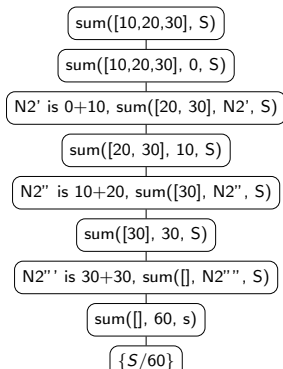 sum([10,20,30], S)
sum([10,20,30], 0, S)
N2' is 0+10, sum([20, 30], N2', S)
sum([20, 30], 10, S)
N2" is 10+20, sum([30], N2", S)
sum([30], 30, S)
N2"' is 30+30, sum([], N2"", S)
sum([], 60, s)
{S/60}